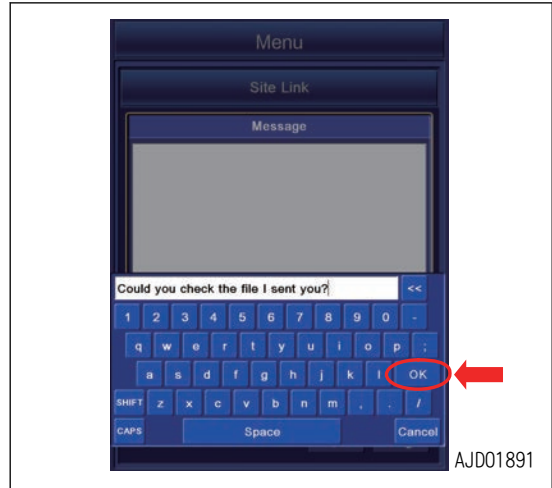 Menu
Site Link
Message
Could you check the file I sent you? <<
1 2 3 4 5 6 7 8 9 0 -
q w e r t y u i o p ;
a s d f g h j k l OK
SHIFT z x c v b n m , . /
CAPS Space Cancel
AJD01891